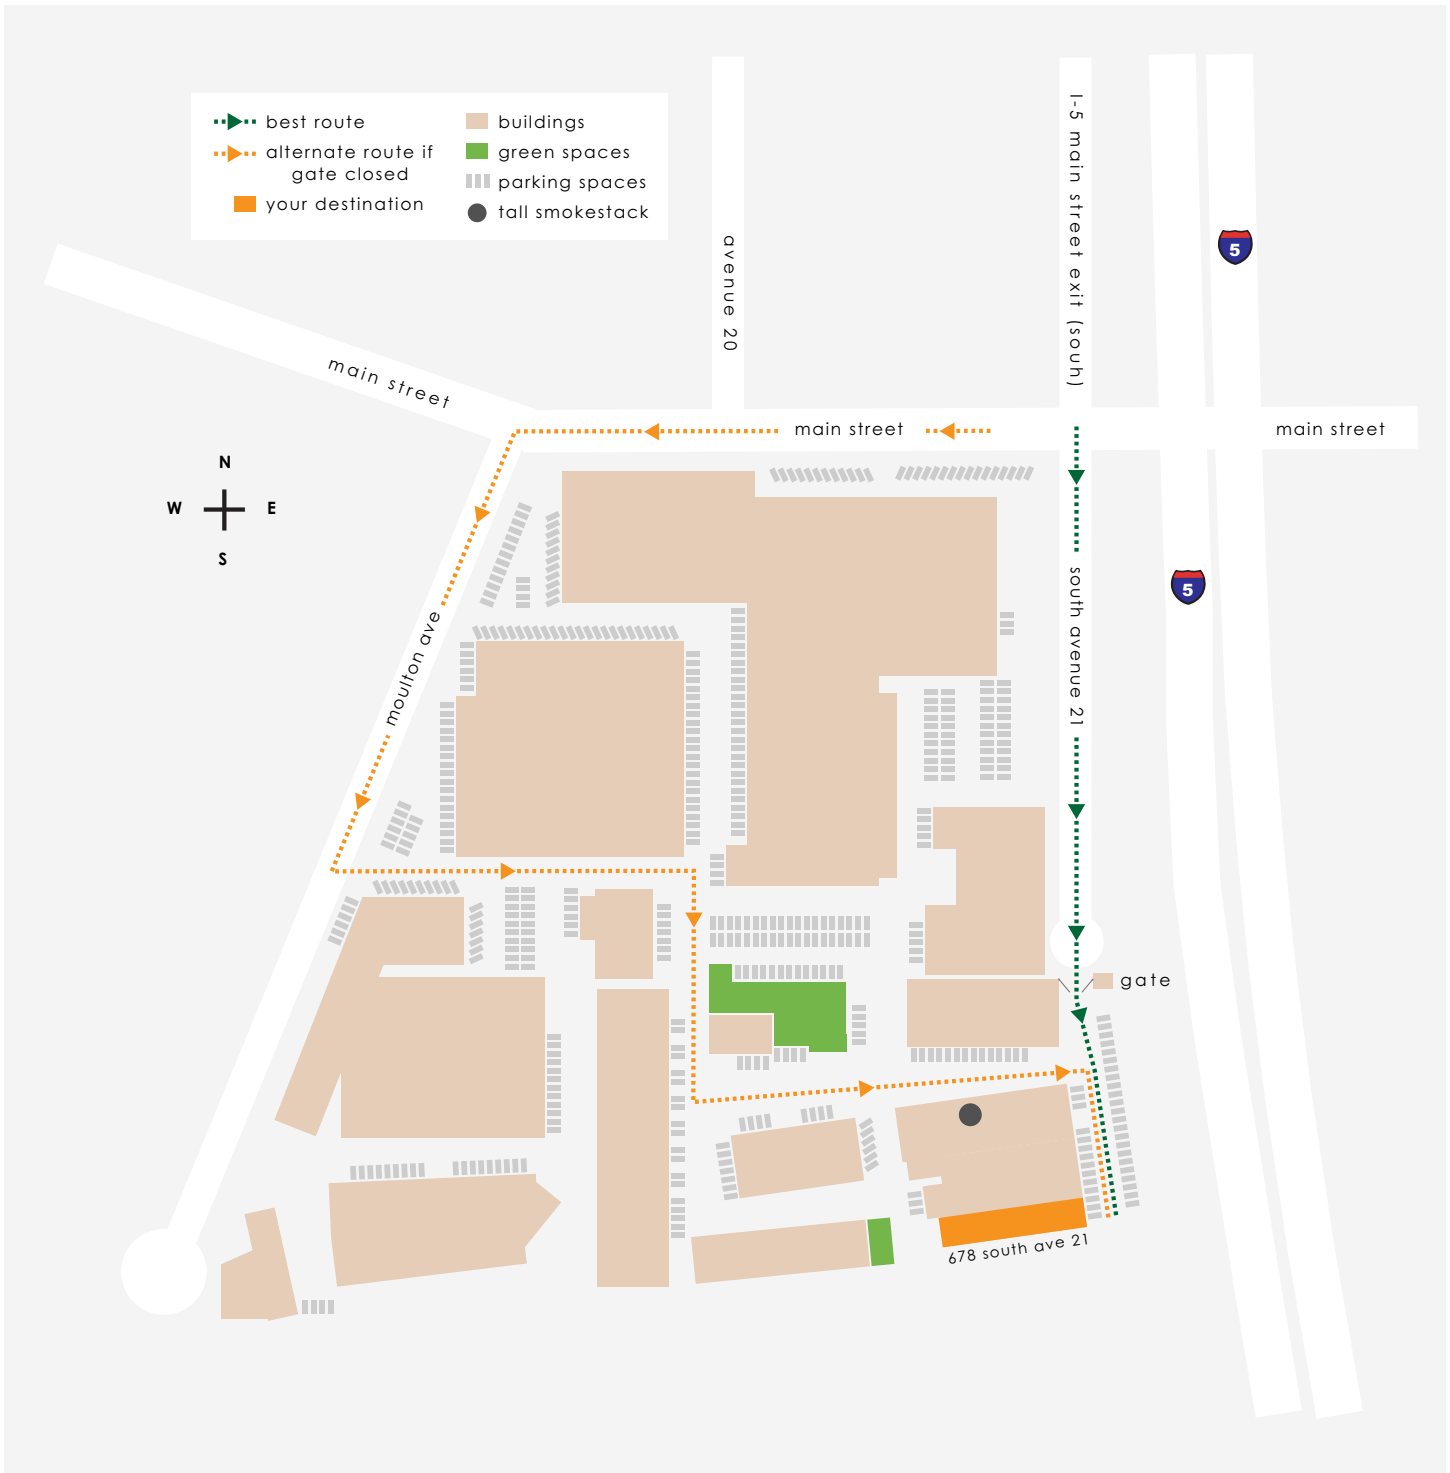 best route
alternate route if
gate closed
your destination
buildings
green spaces
parking spaces
tall smokestack
avenue 20
I-5 main street exit (souh)
5
main street
main street
main street
N
W E
S
5
south avenue 21
moulton ave
gate
678 south ave 21